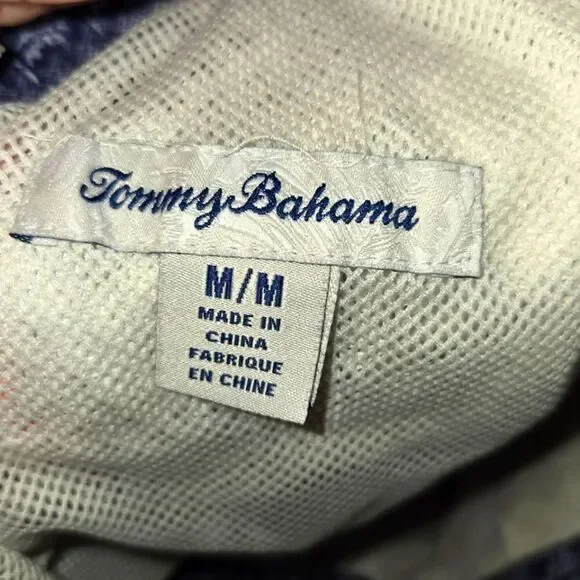 Tommy Bahama
M/M
MADE IN
CHINA
FABRIQUE
EN CHINE